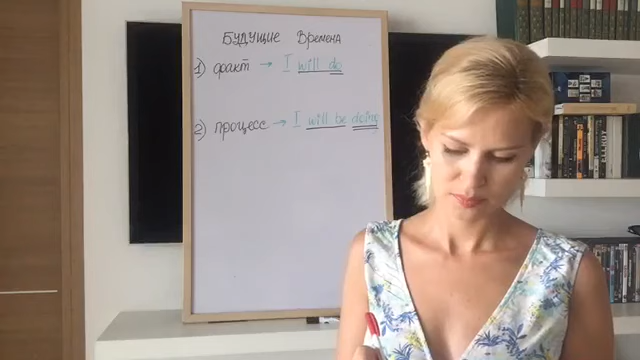 Будущие Времена
1) факт → I will do
2) процесс → I will be doing